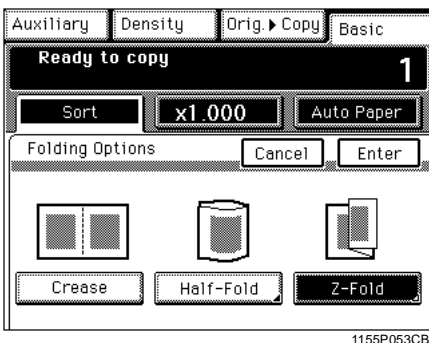 Auxiliary Density Orig. ▶ Copy Basic
Ready to copy 1
Sort x1.000 Auto Paper
Folding Options Cancel Enter
Crease Half-Fold Z-Fold
1155P053CB